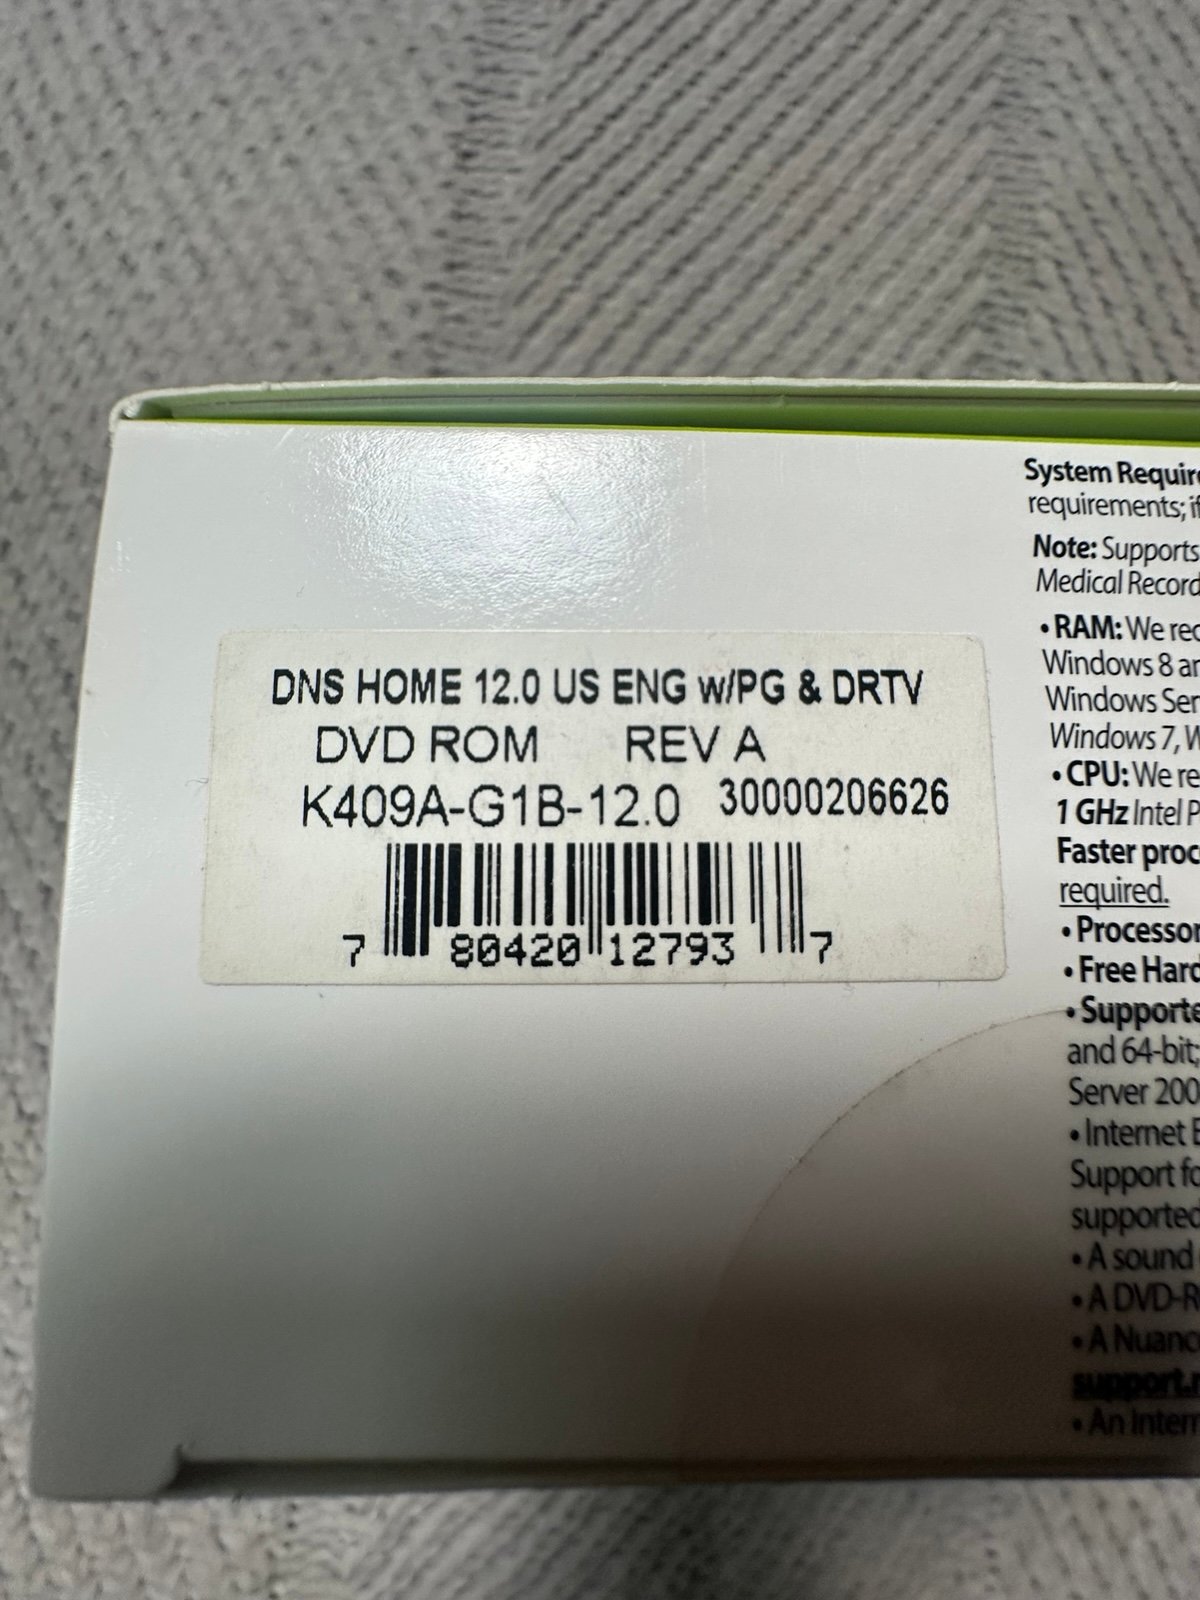 DNS HOME 12.0 US ENG w/PG & DRTV
DVD ROM REV A
K409A-G1B-12.0 30000206626
7 80420 12793 7
System Require
requirements; if
Note: Supports
Medical Record
• RAM: We rec
Windows 8 an
Windows Ser
Windows 7, W
• CPU: We re
1 GHz Intel P
Faster proc
required.
• Processor
• Free Hard
• Supporte
and 64-bit;
Server 200
• Internet E
Support fo
supported
• A sound
• A DVD-R
• A Nuanc
support.
• An Intern